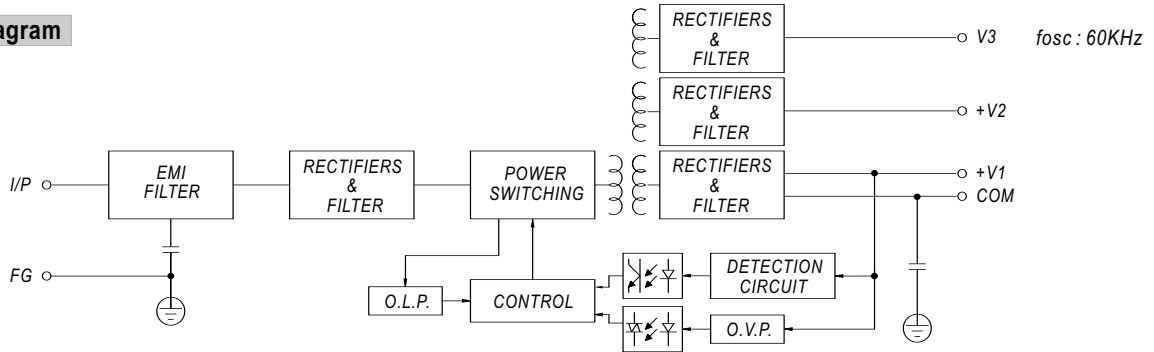 agram
RECTIFIERS
&
FILTER
V3
fosc : 60KHz
RECTIFIERS
&
FILTER
+V2
I/P
EMI
FILTER
RECTIFIERS
&
FILTER
POWER
SWITCHING
RECTIFIERS
&
FILTER
+V1
COM
FG
O.L.P.
CONTROL
DETECTION
CIRCUIT
O.V.P.